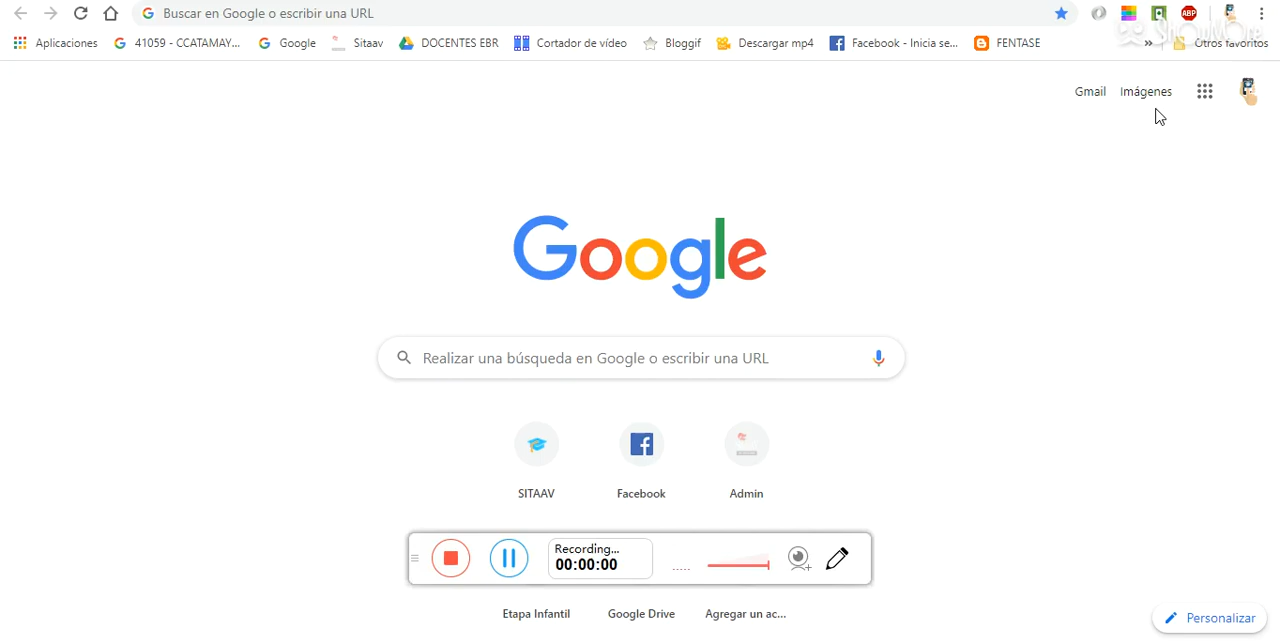 Buscar en Google o escribir una URL
ABP
Aplicaciones
41059 - CCATAMAY...
Google
Sitaav
DOCENTES EBR
Cortador de vídeo
Bloggif
Descargar mp4
Facebook - Inicia se...
FENTASE
»
Otros favoritos
ShowMore
Gmail
Imágenes
Google
Realizar una búsqueda en Google o escribir una URL
SITAAV
Facebook
Admin
Recording...
00:00:00
Etapa Infantil
Google Drive
Agregar un ac...
Personalizar